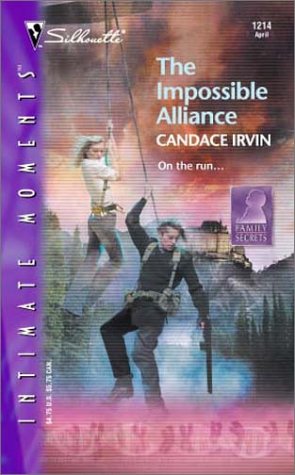 Silhouette®
1214
April
The
Impossible
Alliance
CANDACE IRVIN
On the run...
FAMILY
SECRETS
INTIMATE MOMENTS™
$4.75 U.S. $5.75 CAN.